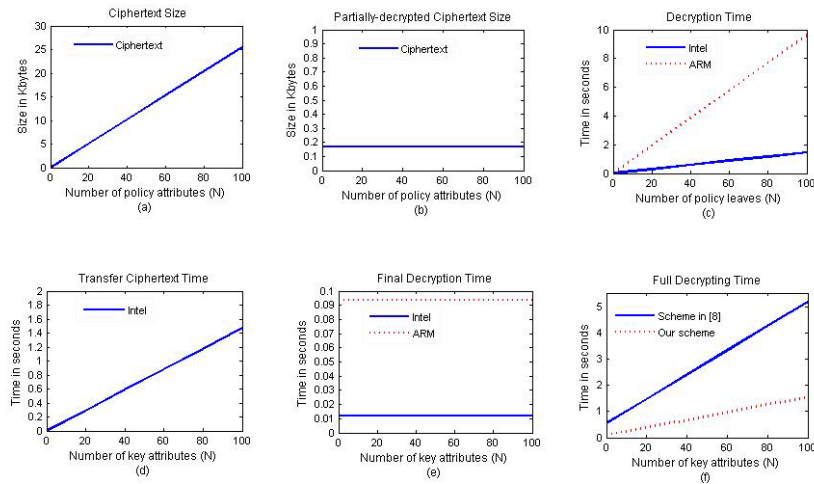 Ciphertext Size
30
25
20
15
10
5
0
0 20 40 60 80 100
Size in Kbytes
Ciphertext
Number of policy attributes (N)
(a)
Partially-decrypted Ciphertext Size
1
0.9
0.8
0.7
0.6
0.5
0.4
0.3
0.2
0.1
0
0 20 40 60 80 100
Size in Kbytes
Ciphertext
Number of policy attributes (N)
(b)
Decryption Time
10
8
6
4
2
0
0 20 40 60 80 100
Time in seconds
Intel
ARM
Number of policy leaves (N)
(c)
Transfer Ciphertext Time
2
1.8
1.6
1.4
1.2
1
0.8
0.6
0.4
0.2
0
0 20 40 60 80 100
Time in seconds
Intel
Number of key attributes (N)
(d)
Final Decryption Time
0.1
0.09
0.08
0.07
0.06
0.05
0.04
0.03
0.02
0.01
0.01
0 20 40 60 80 100
Time in seconds
Intel
ARM
Number of key attributes (N)
(e)
Full Decrypting Time
5
4
3
2
1
0
0 20 40 60 80 100
Time in seconds
Scheme in [8]
Our scheme
Number of key attributes (N)
(f)